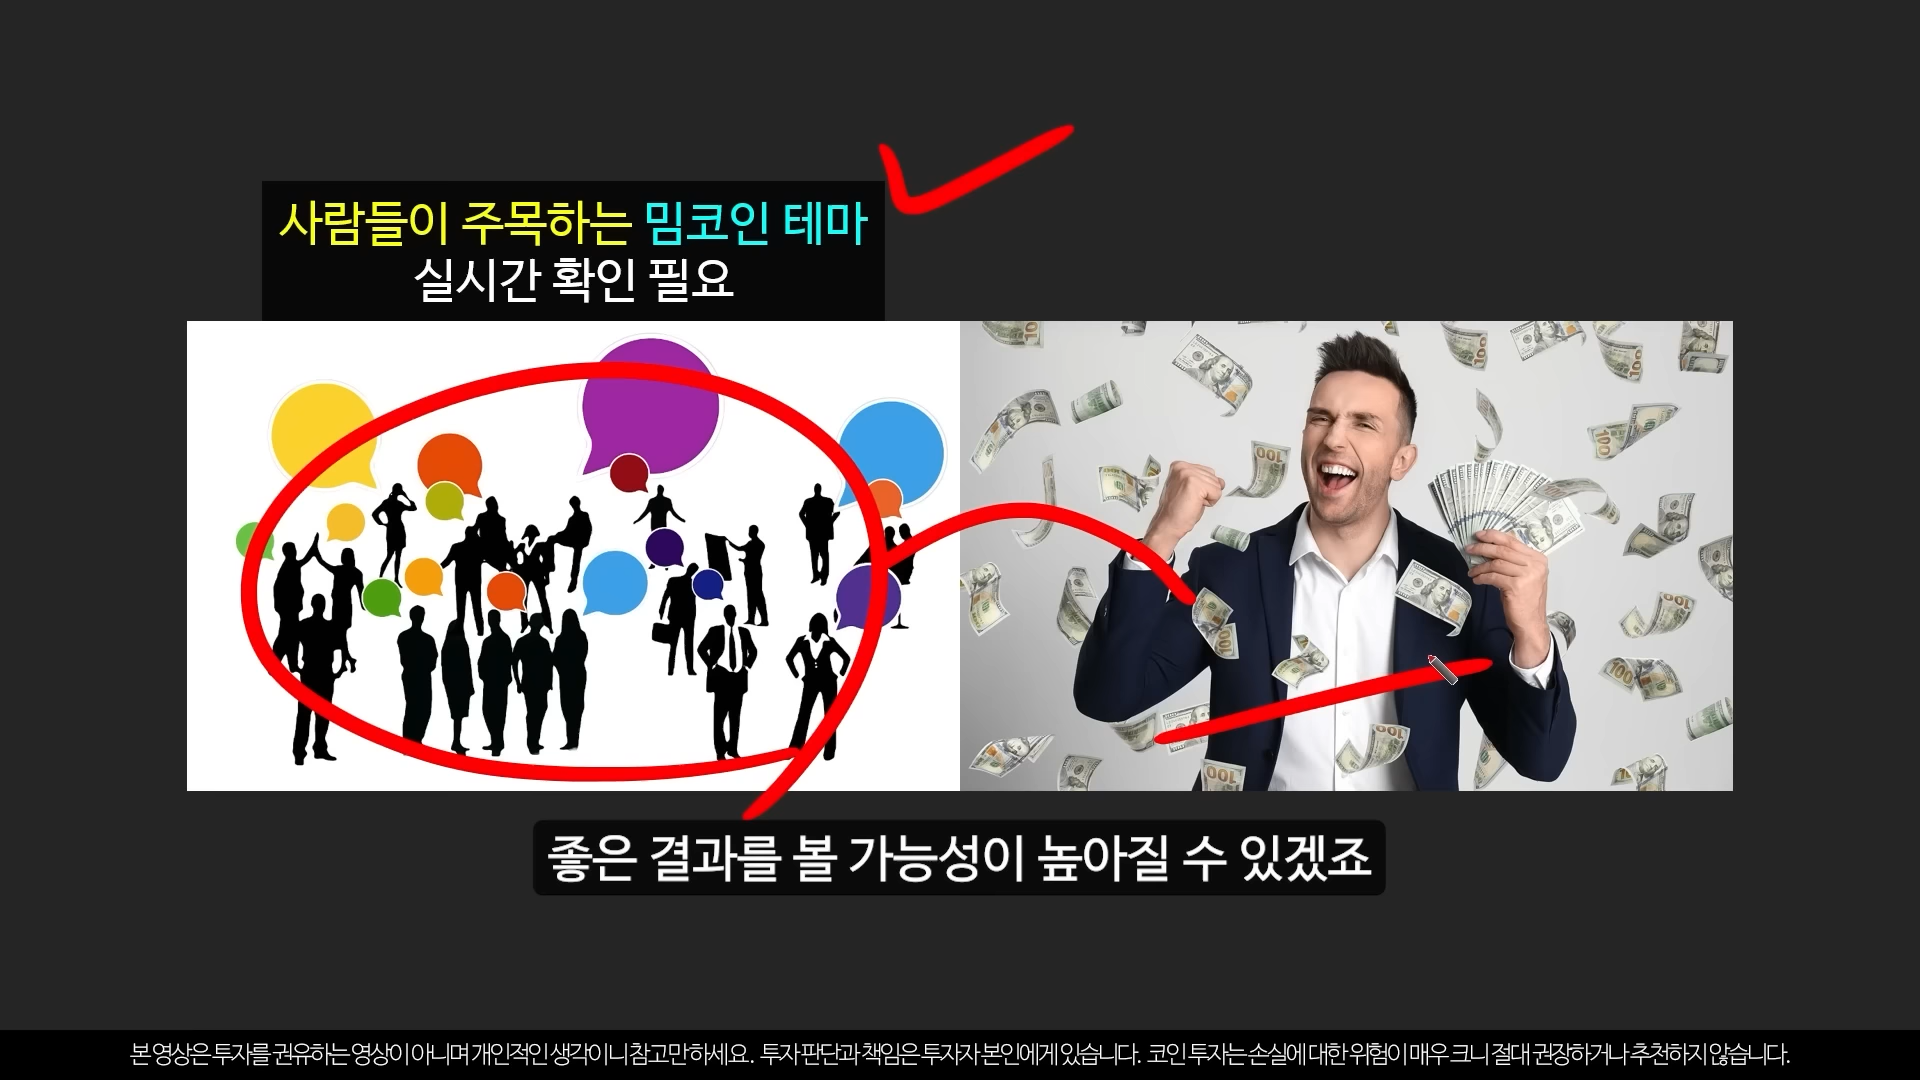 사람들이 주목하는 밈코인 테마
실시간 확인 필요
좋은 결과를 볼 가능성이 높아질 수 있겠죠
본 영상은 투자를 권유하는 영상이 아니며 개인적인 생각이니 참고만 하세요. 투자 판단과 책임은 투자자 본인에게 있습니다. 코인 투자는 손실에 대한 위험이 매우 크니 절대 권장하거나 추천하지 않습니다.